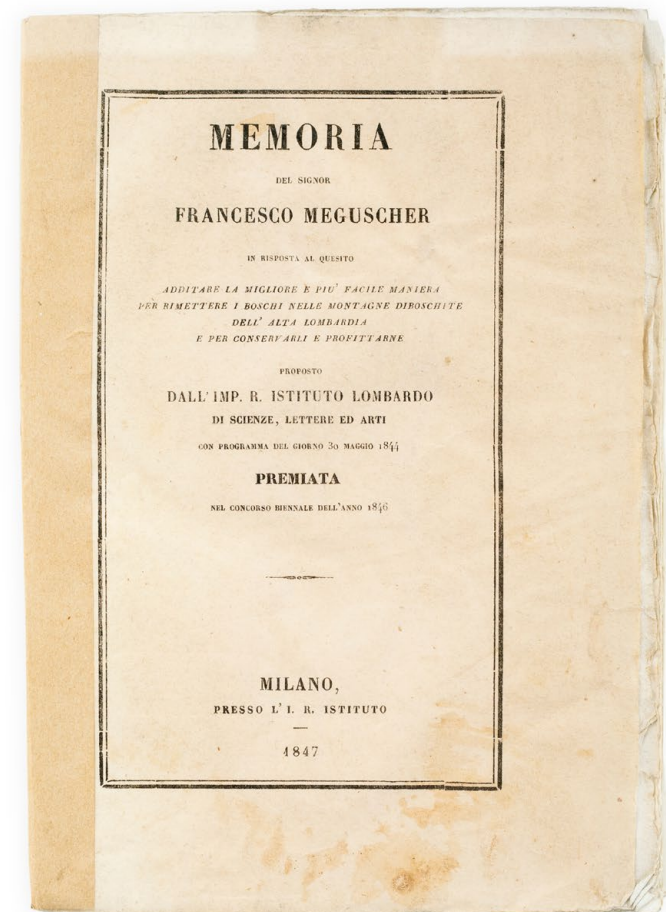 MEMORIA
DEL SIGNOR
FRANCESCO MEGUSCHER
IN RISPOSTA AL QUESITO
ADDITARE LA MIGLIORE E PIU' FACILE MANIERA
PER RIMETTERE I BOSCHI NELLE MONTAGNE DIBOSCHITE
DELL' ALTA LOMBARDIA
E PER CONSERVARLI E PROFITTARNE
PROPOSTO
DALL'IMP. R. ISTITUTO LOMBARDO
DI SCIENZE, LETTERE ED ARTI
CON PROGRAMMA DEL GIORNO 30 MAGGIO 1844
PREMIATA
NEL CONCORSO BIENNALE DELL'ANNO 1846
MILANO,
PRESSO L' I. R. ISTITUTO
1847